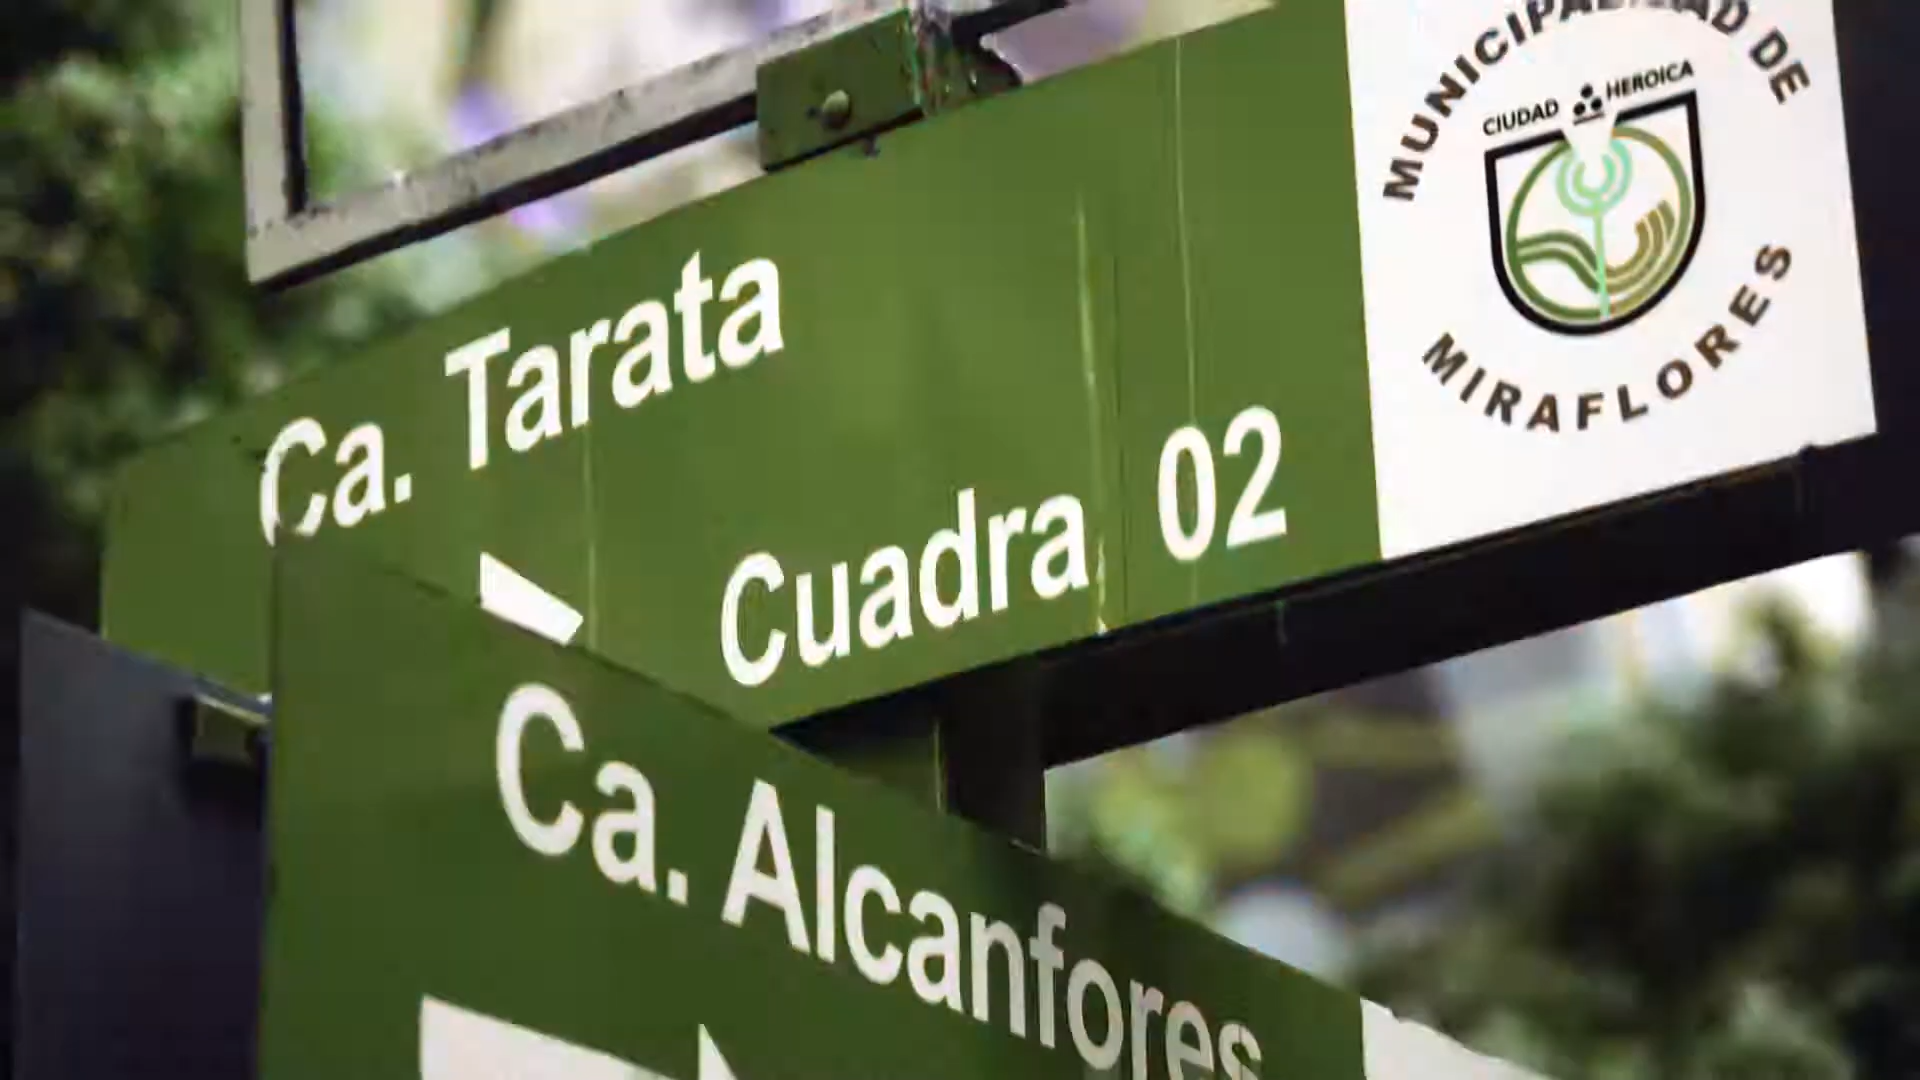 Ca. Tarata
Cuadra 02
MUNICIPALIDAD DE
CIUDAD HEROICA
MIRAFLORES
Ca. Alcanfores